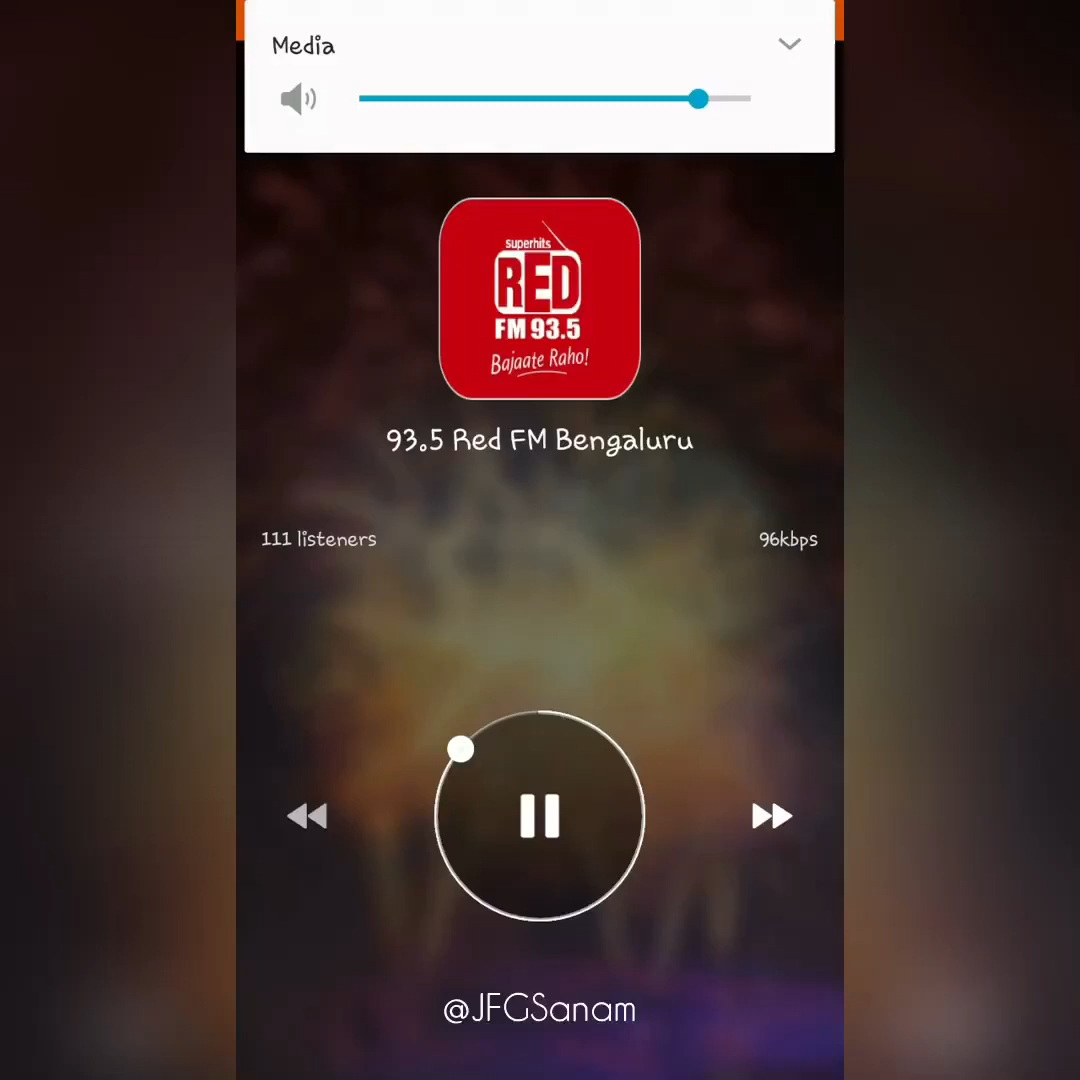 Media
superhits
RED
FM 93.5
Bajaate Raho!
93.5 Red FM Bengaluru
111 listeners
96kbps
@JFGSanam